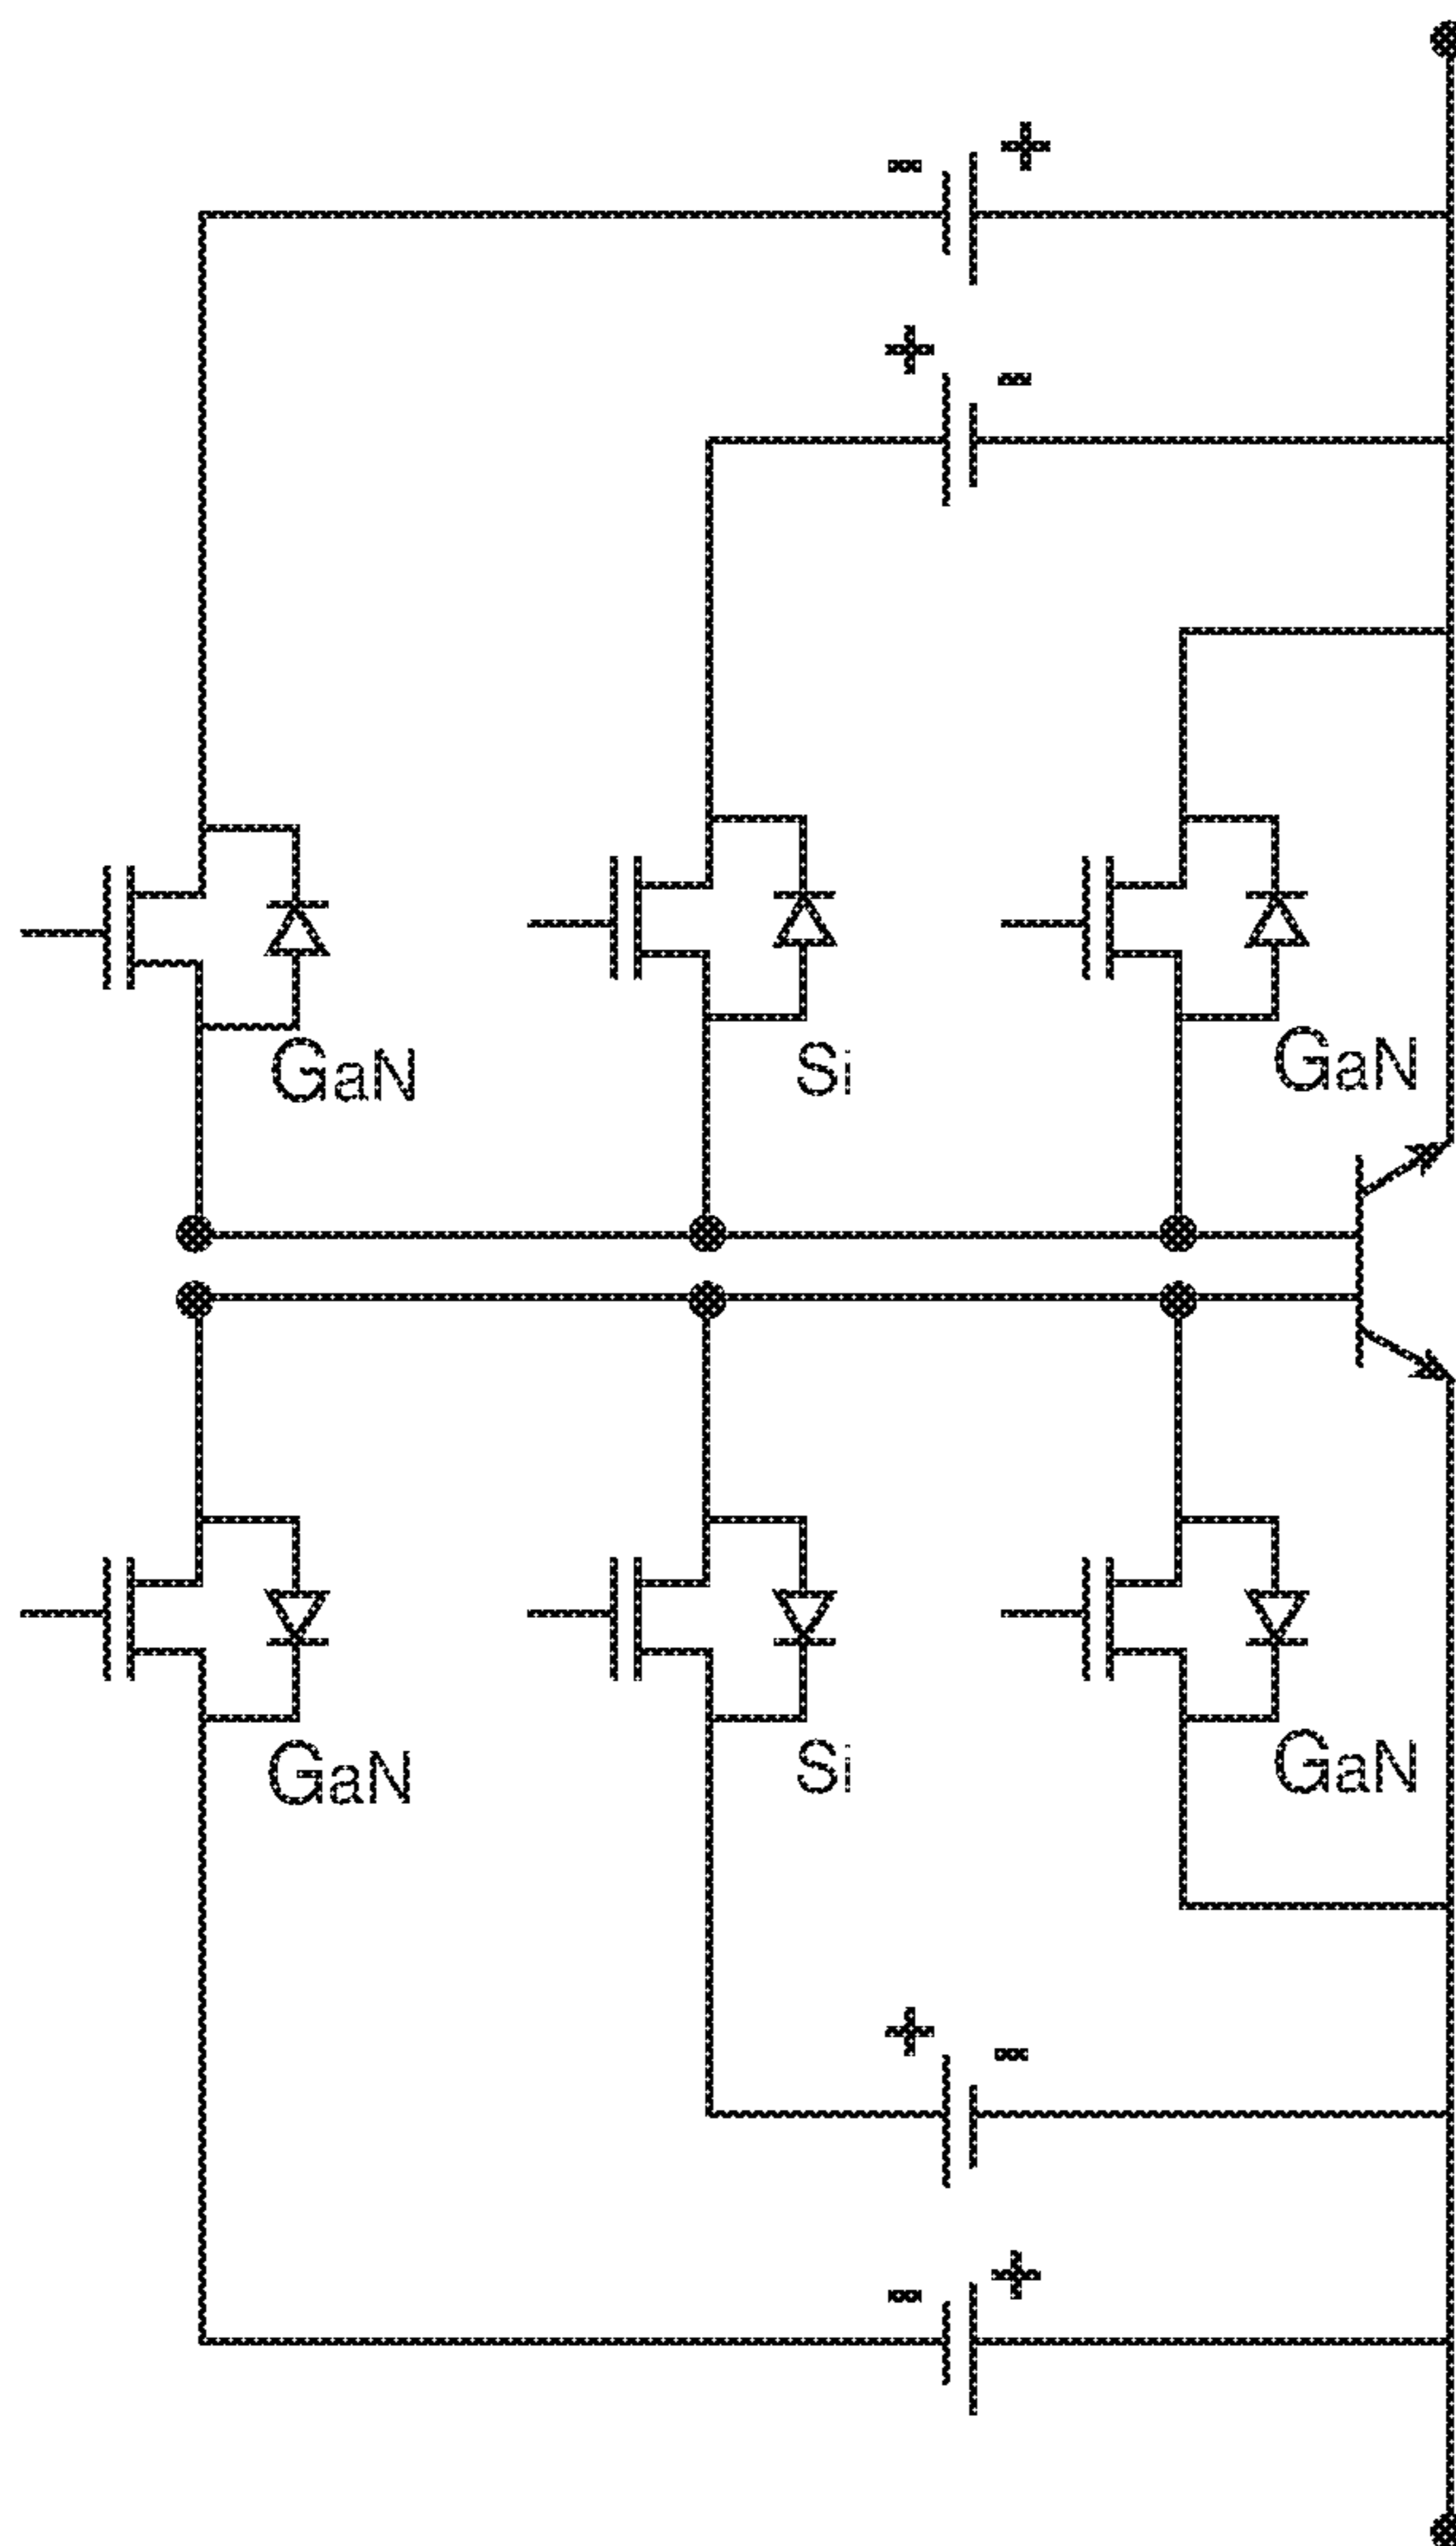 - +
+ -
GaN Si GaN
GaN Si GaN
+ -
- +